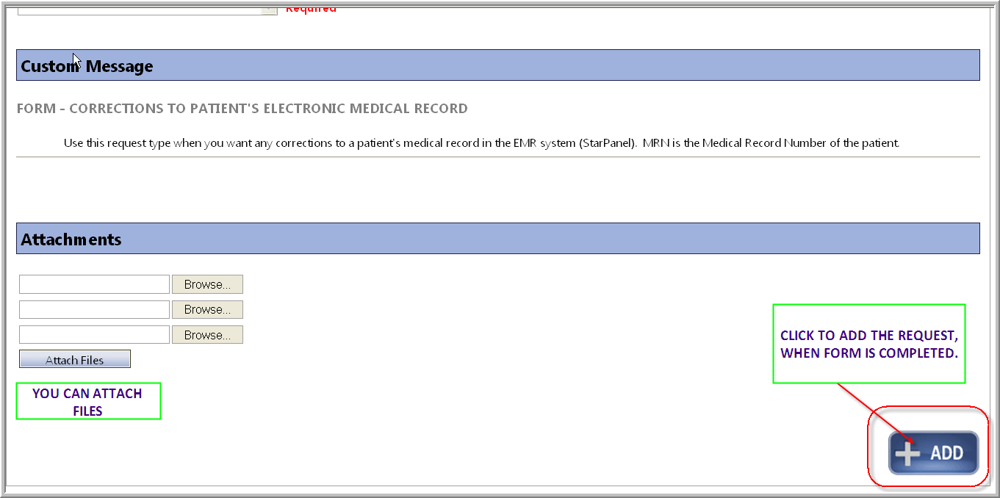 Required
Custom Message
FORM - CORRECTIONS TO PATIENT'S ELECTRONIC MEDICAL RECORD
Use this request type when you want any corrections to a patient's medical record in the EMR system (StarPanel).  MRN is the Medical Record Number of the patient.
Attachments
Browse...
Browse...
Browse...
Attach Files
YOU CAN ATTACH
FILES
CLICK TO ADD THE REQUEST,
WHEN FORM IS COMPLETED.
ADD